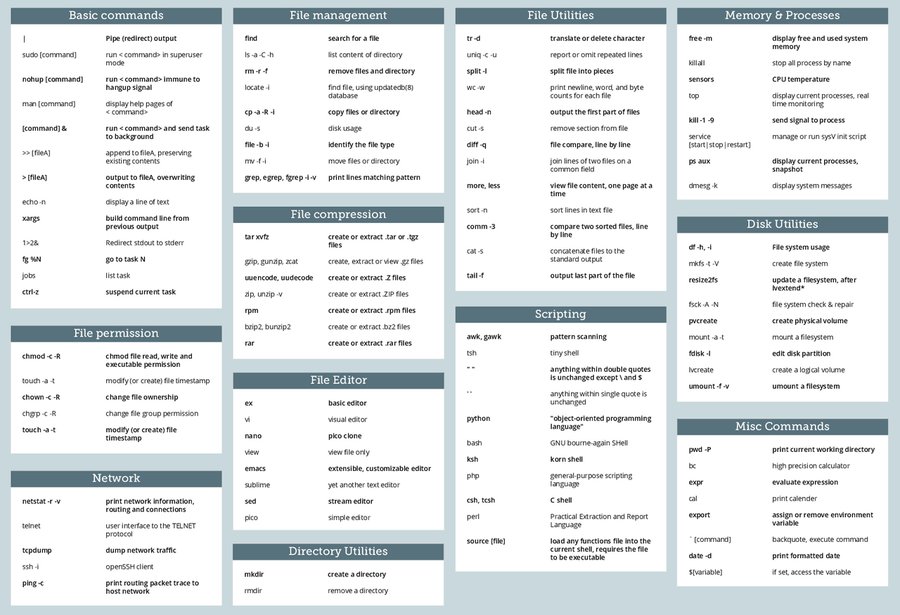 Basic commands
| Pipe (redirect) output
sudo [command] run < command> in superuser
mode
nohup [command] run < command> immune to
hangup signal
man [command] display help pages of
< command>
[command] & run < command> and send task
to background
>> [fileA] append to fileA, preserving
existing contents
> [fileA] output to fileA, overwriting
contents
echo -n display a line of text
xargs build command line from
previous output
1>2& Redirect stdout to stderr
fg %N go to task N
jobs list task
ctrl-z suspend current task
File permission
chmod -c -R chmod file read, write and
executable permission
touch -a -t modify (or create) file timestamp
chown -c -R change file ownership
chgrp -c -R change file group permission
touch -a -t modify (or create) file
timestamp
Network
netstat -r -v print network information,
routing and connections
telnet user interface to the TELNET
protocol
tcpdump dump network traffic
ssh -i openSSH client
ping -c print routing packet trace to
host network
File management
find search for a file
ls -a -C -h list content of directory
rm -r -f remove files and directory
locate -i find file, using updatedb(8)
database
cp -a -R -i copy files or directory
du -s disk usage
file -b -i identify the file type
mv -f -i move files or directory
grep, egrep, fgrep -i -v print lines matching pattern
File compression
tar xvfz create or extract .tar or .tgz
files
gzip, gunzip, zcat create, extract or view .gz files
uuencode, uudecode create or extract .Z files
zip, unzip -v create or extract .ZIP files
rpm create or extract .rpm files
bzip2, bunzip2 create or extract .bz2 files
rar create or extract .rar files
File Editor
ex basic editor
vi visual editor
nano pico clone
view view file only
emacs extensible, customizable editor
sublime yet another text editor
sed stream editor
pico simple editor
Directory Utilities
mkdir create a directory
rmdir remove a directory
File Utilities
tr -d translate or delete character
uniq -c -u report or omit repeated lines
split -l split file into pieces
wc -w print newline, word, and byte
counts for each file
head -n output the first part of files
cut -s remove section from file
diff -q file compare, line by line
join -i join lines of two files on a
common field
more, less view file content, one page at a
time
sort -n sort lines in text file
comm -3 compare two sorted files, line
by line
cat -s concatenate files to the
standard output
tail -f output last part of the file
Scripting
awk, gawk pattern scanning
tsh tiny shell
" " anything within double quotes
is unchanged except \ and $
' ' anything within single quote is
unchanged
python "object-oriented programming
language"
bash GNU bourne-again SHell
ksh korn shell
php general-purpose scripting
language
csh, tcsh C shell
perl Practical Extraction and Report
Language
source [file] load any functions file into the
current shell, requires the file
to be executable
Memory & Processes
free -m display free and used system
memory
killall stop all process by name
sensors CPU temperature
top display current processes, real
time monitoring
kill -1 -9 send signal to process
service manage or run sysV init script
[start|stop|restart]
ps aux display current processes,
snapshot
dmesg -k display system messages
Disk Utilities
df -h, -i File system usage
mkfs -t -V create file system
resize2fs update a filesystem, after
lvextend*
fsck -A -N file system check & repair
pvcreate create physical volume
mount -a -t mount a filesystem
fdisk -l edit disk partition
lvcreate create a logical volume
umount -f -v umount a filesystem
Misc Commands
pwd -P print current working directory
bc high precision calculator
expr evaluate expression
cal print calender
export assign or remove environment
variable
` [command] backquote, execute command
date -d print formatted date
$[variable] if set, access the variable